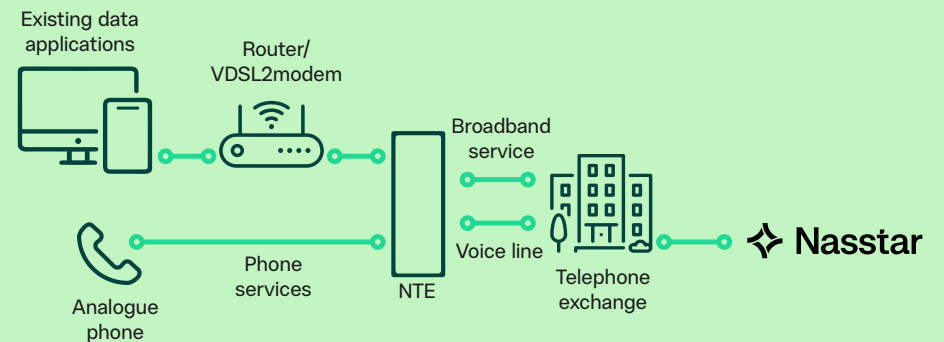 Existing data
applications
Router/
VDSL2modem
Broadband
service
Voice line
Phone
services
Analogue
phone
NTE
Telephone
exchange
Nasstar